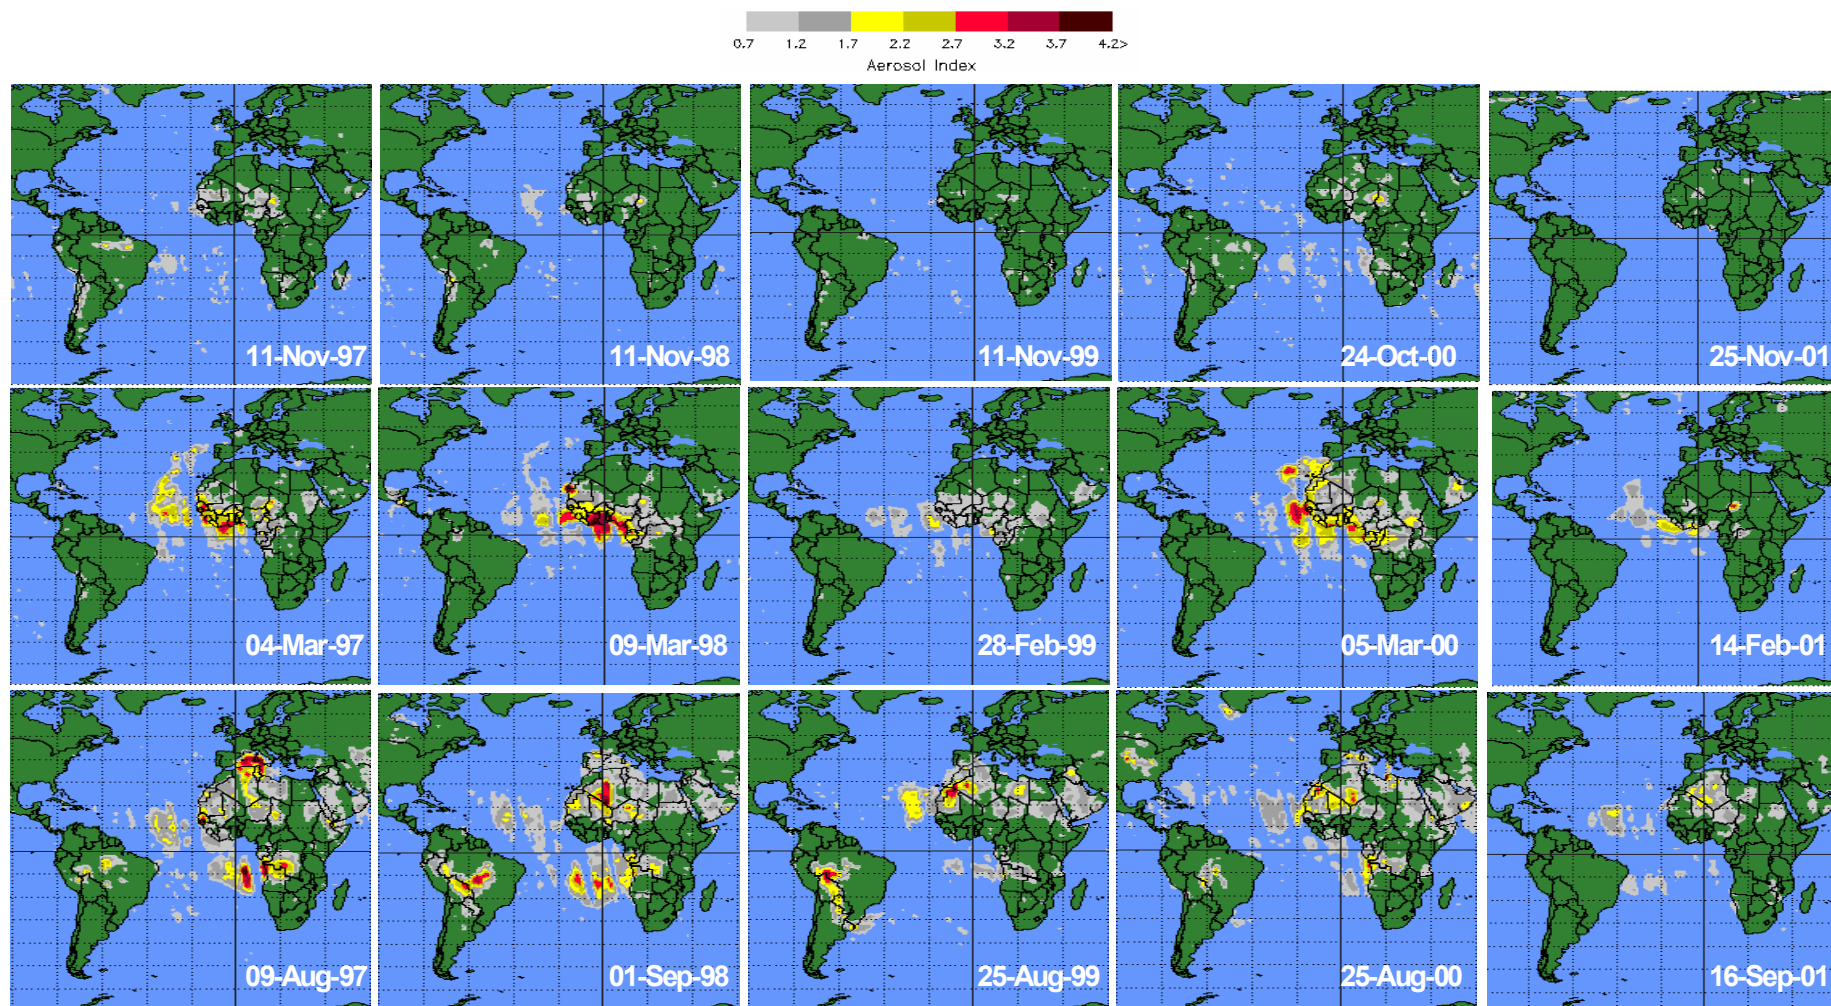 0.7 1.2 1.7 2.2 2.7 3.2 3.7 4.2>
Aerosol Index
11-Nov-97 11-Nov-98 11-Nov-99 24-Oct-00 25-Nov-01
04-Mar-97 09-Mar-98 28-Feb-99 05-Mar-00 14-Feb-01
09-Aug-97 01-Sep-98 25-Aug-99 25-Aug-00 16-Sep-01